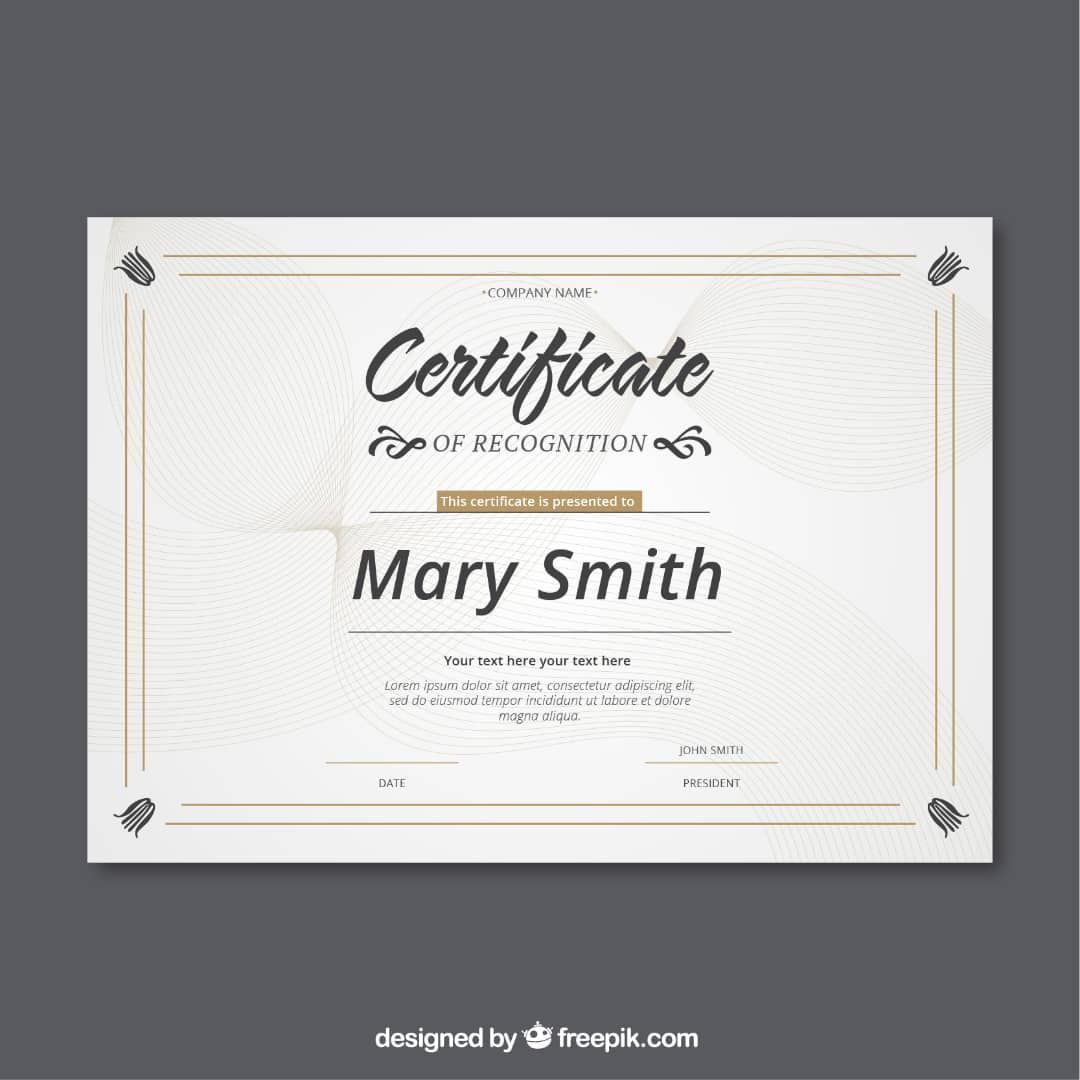 •COMPANY NAME•
Certificate
OF RECOGNITION
This certificate is presented to
Mary Smith
Your text here your text here
Lorem ipsum dolor sit amet, consectetur adipiscing elit,
sed do eiusmod tempor incididunt ut labore et dolore
magna aliqua.
JOHN SMITH
DATE PRESIDENT
designed by freepik.com